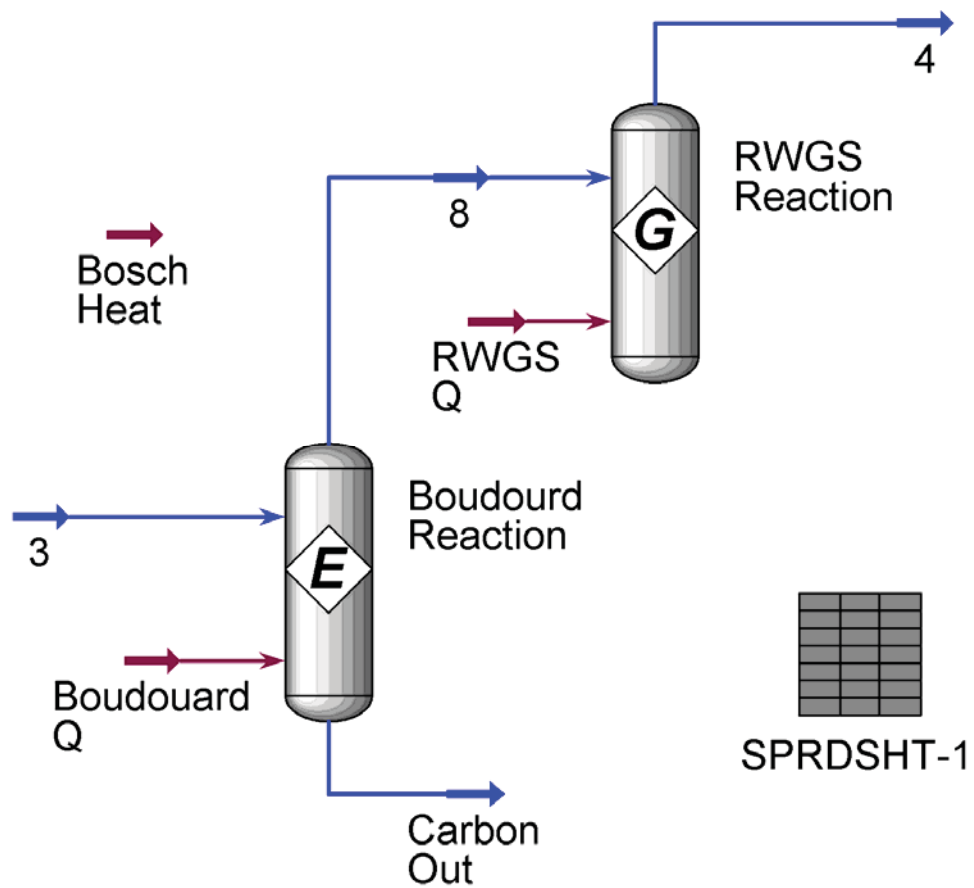 4
RWGS
Reaction
8
G
Bosch
Heat
RWGS
Q
Boudourd
Reaction
3
E
Boudouard
Q
SPRDSHT-1
Carbon
Out